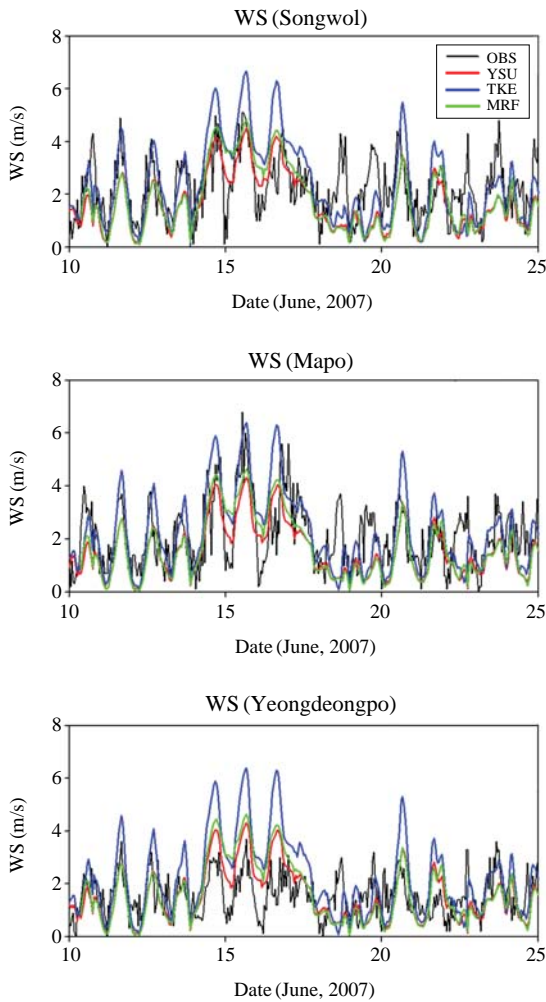 WS (Songwol)
8
6
4
2
0
WS (m/s)
OBS
YSU
TKE
MRF
10 15 20 25
Date (June, 2007)
WS (Mapo)
8
6
4
2
0
WS (m/s)
10 15 20 25
Date (June, 2007)
WS (Yeongdeongpo)
8
6
4
2
0
WS (m/s)
10 15 20 25
Date (June, 2007)